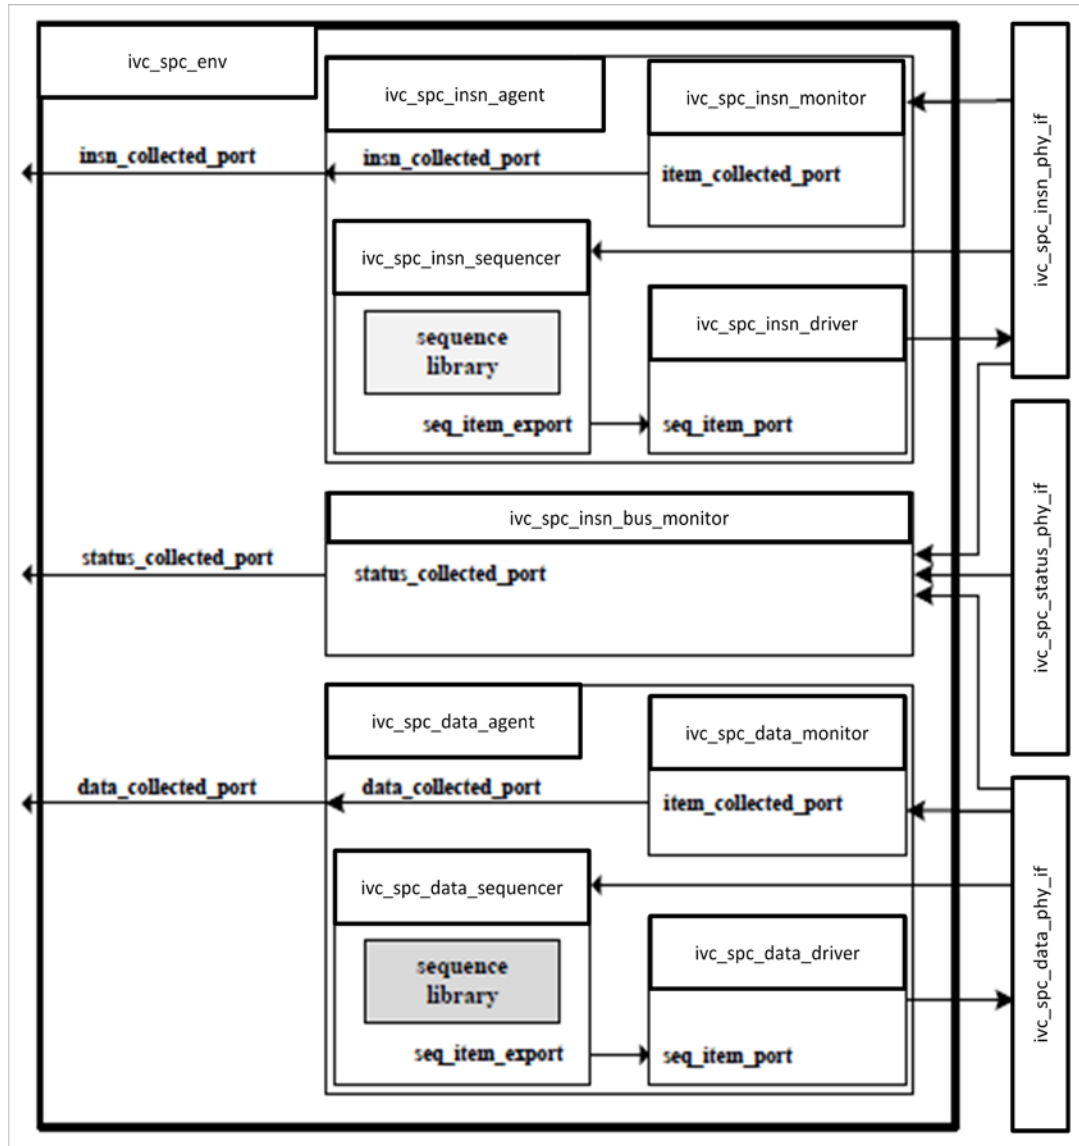 ivc_spc_env
ivc_spc_insn_agent
ivc_spc_insn_monitor
insn_collected_port
insn_collected_port
item_collected_port
ivc_spc_insn_sequencer
sequence
library
ivc_spc_insn_driver
seq_item_export
seq_item_port
ivc_spc_insn_phy_if
ivc_spc_insn_bus_monitor
status_collected_port
status_collected_port
ivc_spc_status_phy_if
ivc_spc_data_agent
ivc_spc_data_monitor
data_collected_port
data_collected_port
item_collected_port
ivc_spc_data_sequencer
sequence
library
ivc_spc_data_driver
seq_item_export
seq_item_port
ivc_spc_data_phy_if